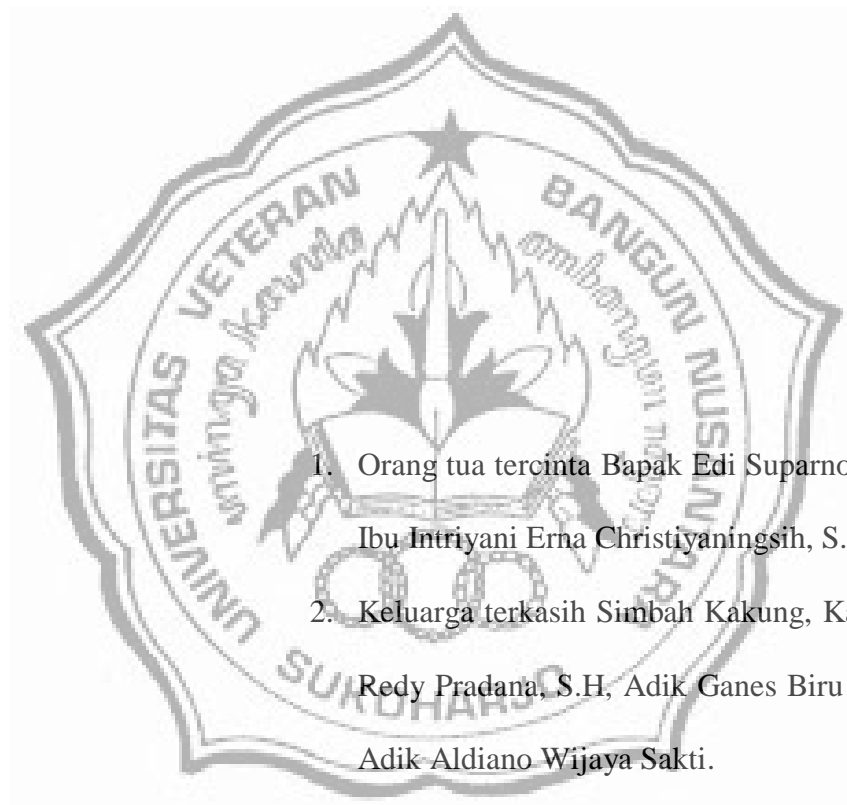 UNIVERSITAS VETERAN BANGUN NUSANTARA
SUKOHARJO
1. Orang tua tercinta Bapak Edi Suparno
Ibu Intriyani Erna Christiyaningsih, S.
2. Keluarga terkasih Simbah Kakung,
Redy Pradana, S.H, Adik Ganes Biru
Adik Aldiano Wijaya Sakti.